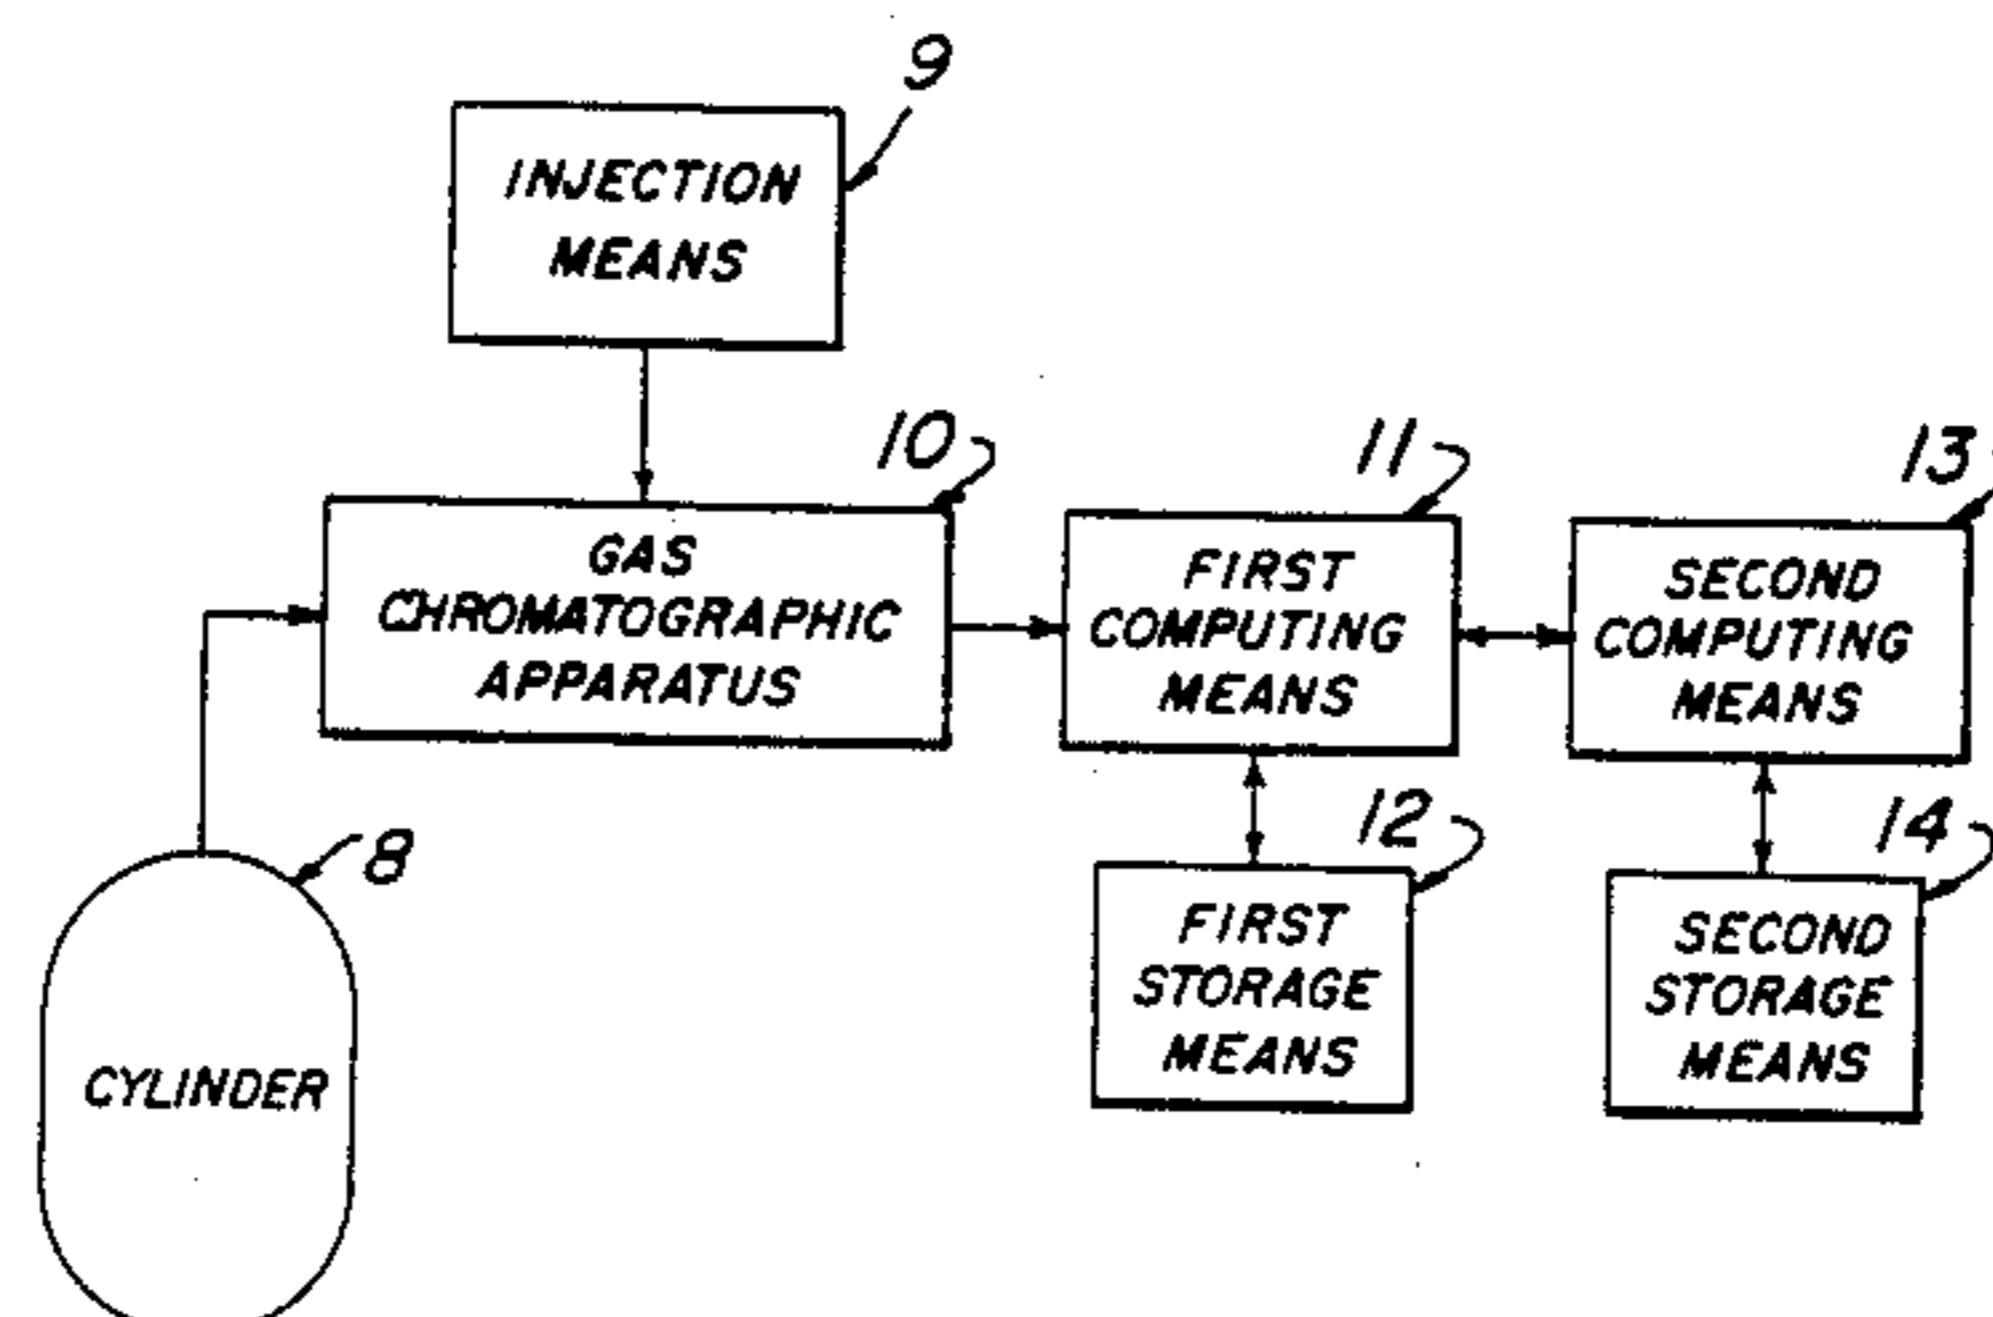 9
INJECTION
MEANS
10
GAS
CHROMATOGRAPHIC
APPARATUS
11
FIRST
COMPUTING
MEANS
13
SECOND
COMPUTING
MEANS
8
CYLINDER
12
FIRST
STORAGE
MEANS
14
SECOND
STORAGE
MEANS